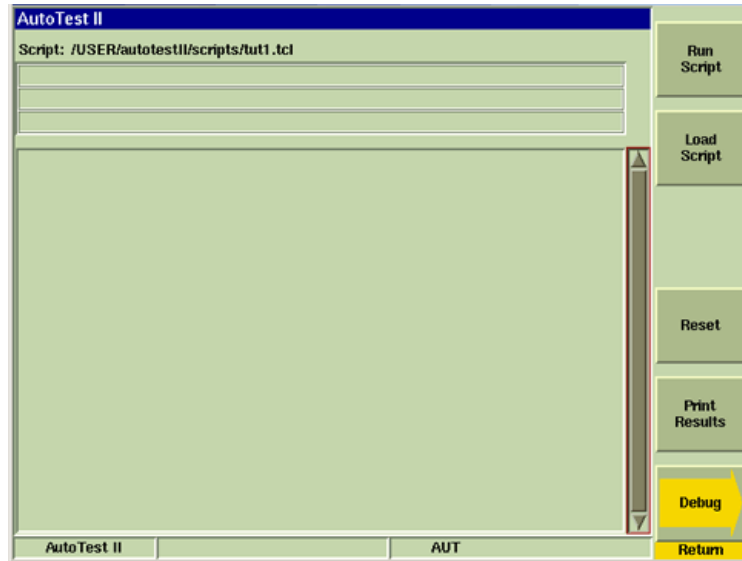 AutoTest II
Script: /USER/autotestII/scripts/tut1.tcl
Run
Script
Load
Script
Reset
Print
Results
Debug
AutoTest II
AUT
Return